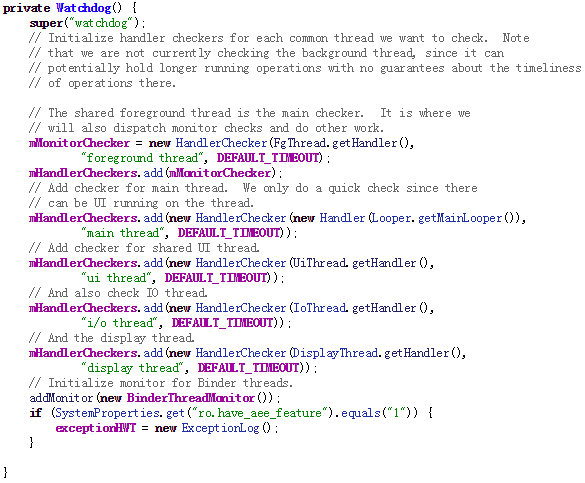 private Watchdog() {
    super("watchdog");
    // Initialize handler checkers for each common thread we want to check.  Note
    // that we are not currently checking the background thread, since it can
    // potentially hold longer running operations with no guarantees about the timeliness
    // of operations there.

    // The shared foreground thread is the main checker.  It is where we
    // will also dispatch monitor checks and do other work.
    mMonitorChecker = new HandlerChecker(FgThread.getHandler(),
            "foreground thread", DEFAULT_TIMEOUT);
    mHandlerCheckers.add(mMonitorChecker);
    // Add checker for main thread.  We only do a quick check since there
    // can be UI running on the thread.
    mHandlerCheckers.add(new HandlerChecker(new Handler(Looper.getMainLooper()),
            "main thread", DEFAULT_TIMEOUT));
    // Add checker for shared UI thread.
    mHandlerCheckers.add(new HandlerChecker(UiThread.getHandler(),
            "ui thread", DEFAULT_TIMEOUT));
    // And also check IO thread.
    mHandlerCheckers.add(new HandlerChecker(IoThread.getHandler(),
            "i/o thread", DEFAULT_TIMEOUT));
    // And the display thread.
    mHandlerCheckers.add(new HandlerChecker(DisplayThread.getHandler(),
            "display thread", DEFAULT_TIMEOUT));
    // Initialize monitor for Binder threads.
    addMonitor(new BinderThreadMonitor());
    if (SystemProperties.get("ro.have_aee_feature").equals("1")) {
        exceptionHWT = new ExceptionLog();
    }

}